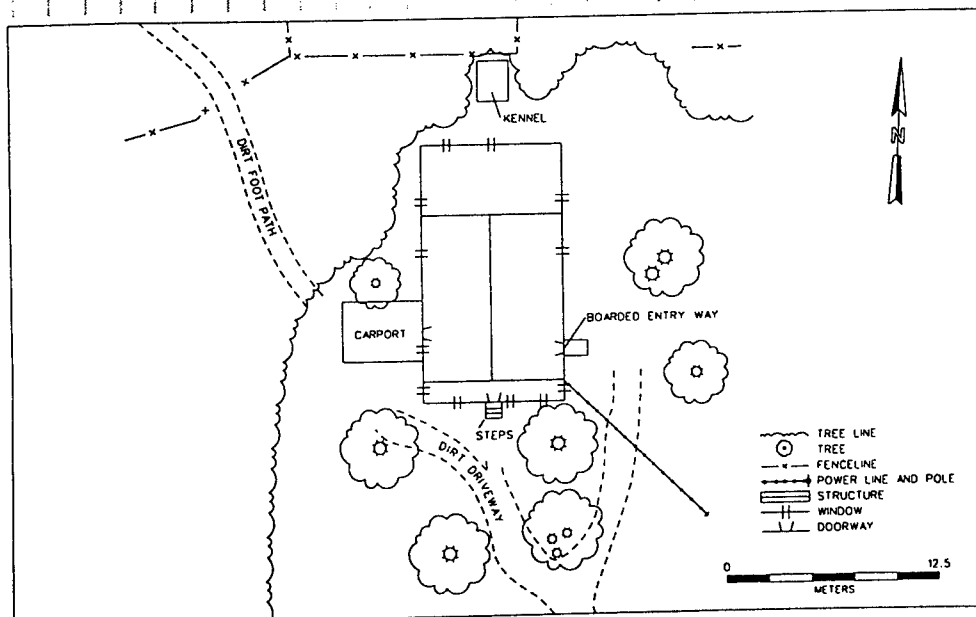 KENNEL
N
DIRT FOOT PATH
CARPORT
BOARDED ENTRY WAY
STEPS
DIRT DRIVEWAY
TREE LINE
TREE
FENCELINE
POWER LINE AND POLE
STRUCTURE
WINDOW
DOORWAY
0 12.5
METERS